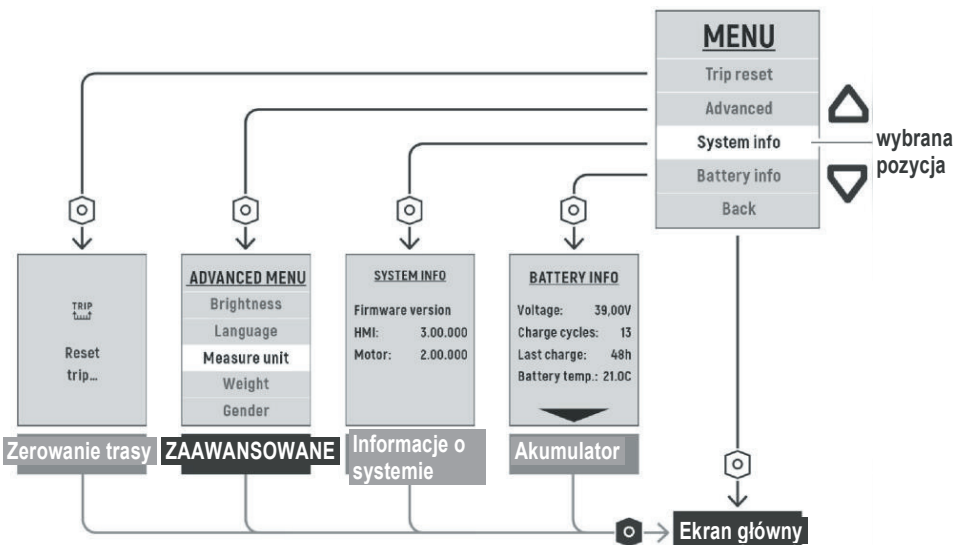 MENU
Trip reset
Advanced
System info
Battery info
Back
wybrana
pozycja
TRIP
Reset
trip...
ADVANCED MENU
Brightness
Language
Measure unit
Weight
Gender
SYSTEM INFO
Firmware version
HMI: 3.00.000
Motor: 2.00.000
BATTERY INFO
Voltage: 39,00V
Charge cycles: 13
Last charge: 48h
Battery temp.: 21.0C
Zerowanie trasy
ZAAWANSOWANE
Informacje o
systemie
Akumulator
Ekran główny